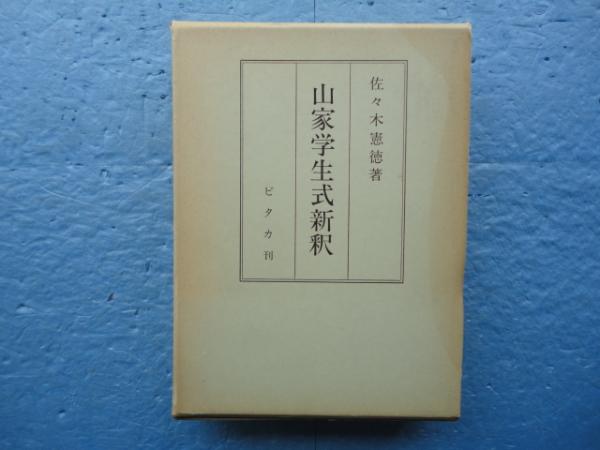 佐々木憲徳著
山家学生式新釈
ピタカ刊